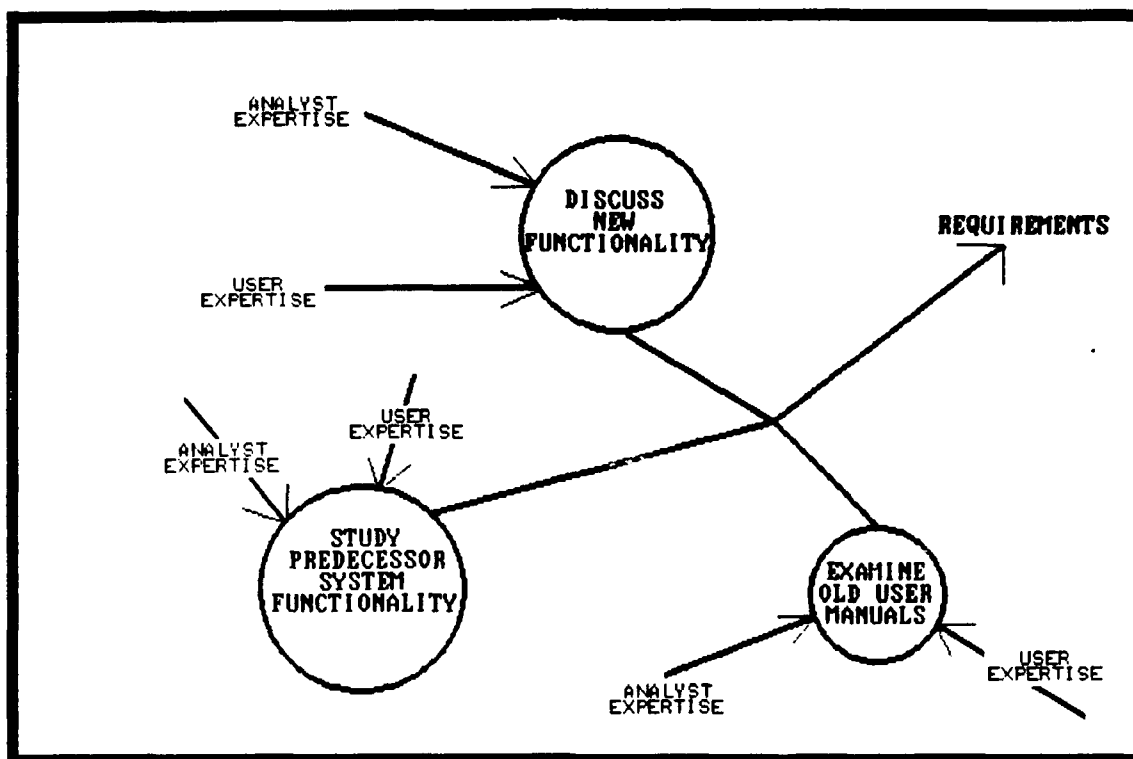 ANALYST
EXPERTISE
DISCUSS
NEW
FUNCTIONALITY
REQUIREMENTS
USER
EXPERTISE
USER
EXPERTISE
ANALYST
EXPERTISE
STUDY
PREDECESSOR
SYSTEM
FUNCTIONALITY
EXAMINE
OLD USER
MANUALS
USER
EXPERTISE
ANALYST
EXPERTISE